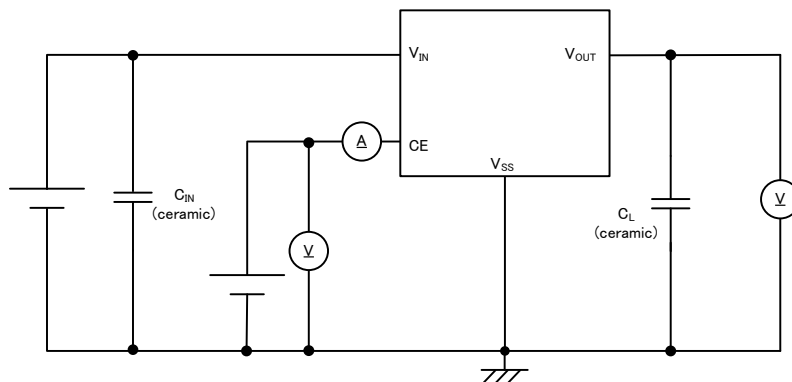 VIN
VOUT
A
CE
VSS
CIN
(ceramic)
V
CL
(ceramic)
V